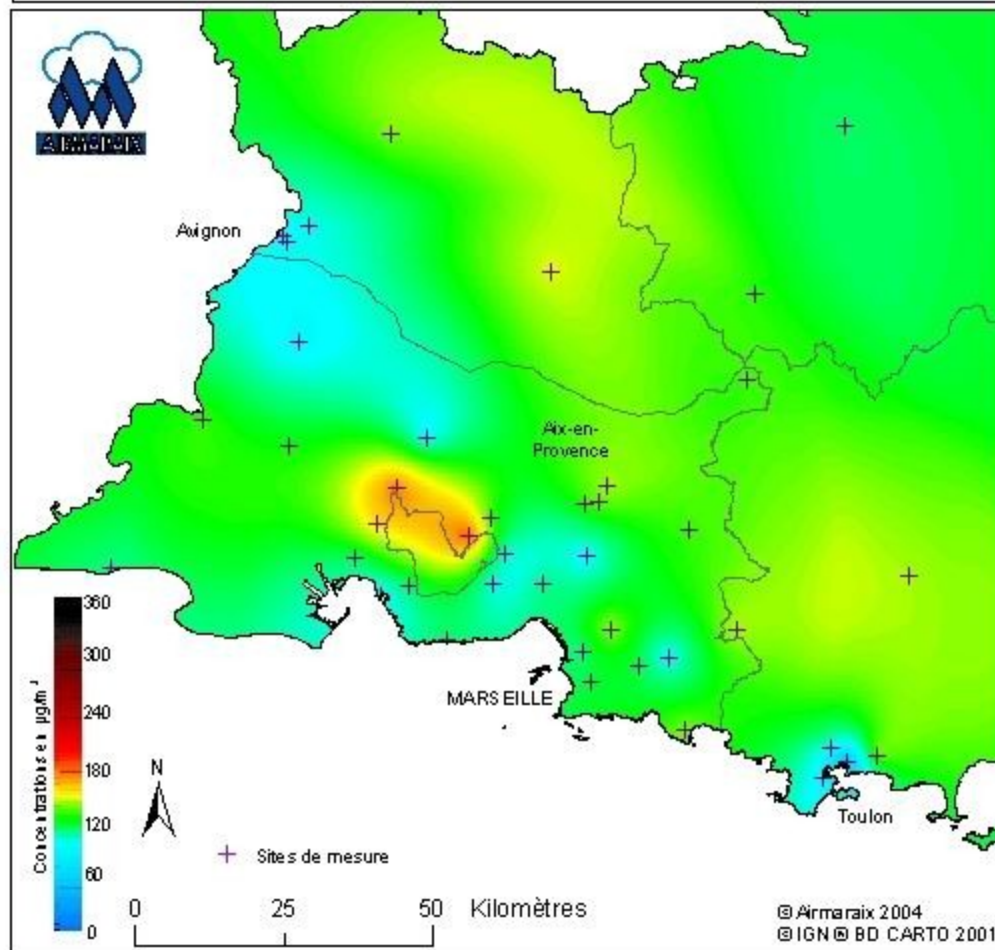 AIRMARAIX
Avignon
Aix-en-
Provence
MARSEILLE
Toulon
Concentrations en µg/m³
360
300
240
180
120
60
0
N
Sites de mesure
0 25 50 Kilomètres
© Airmaraix 2004
© IGN ® BD CARTO 2001